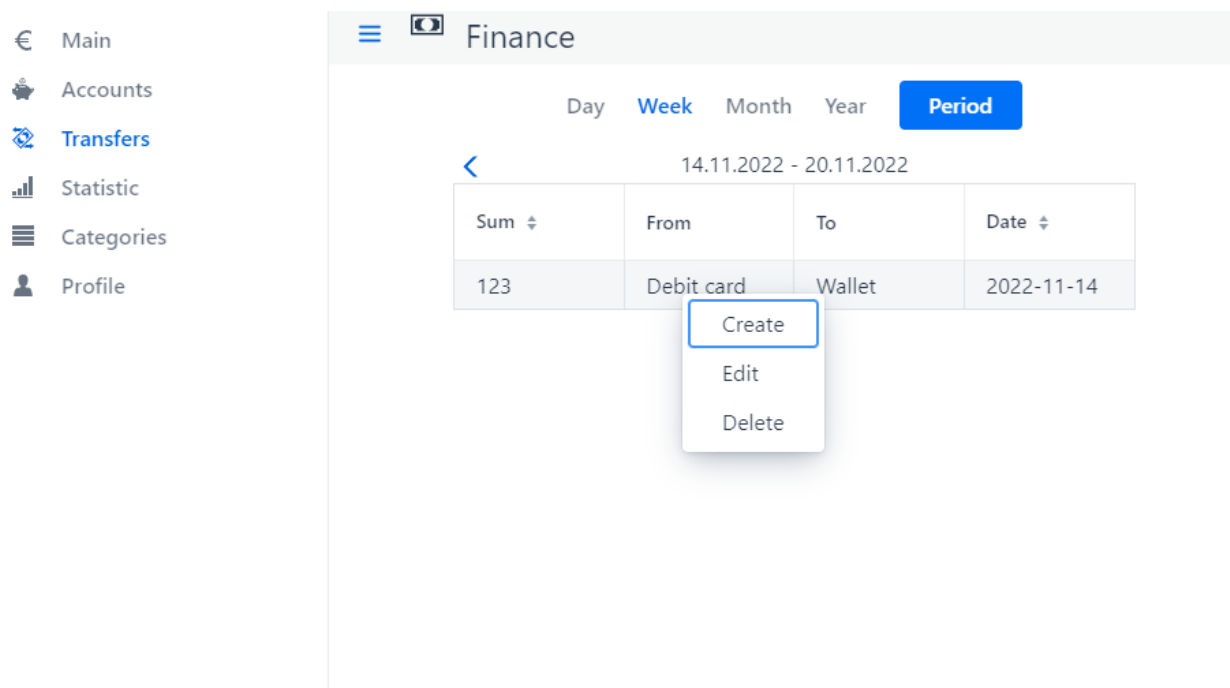 Main
Accounts
Transfers
Statistic
Categories
Profile
Finance
Day Week Month Year Period
14.11.2022 - 20.11.2022
Sum From To Date
123 Debit card Wallet 2022-11-14
Create
Edit
Delete